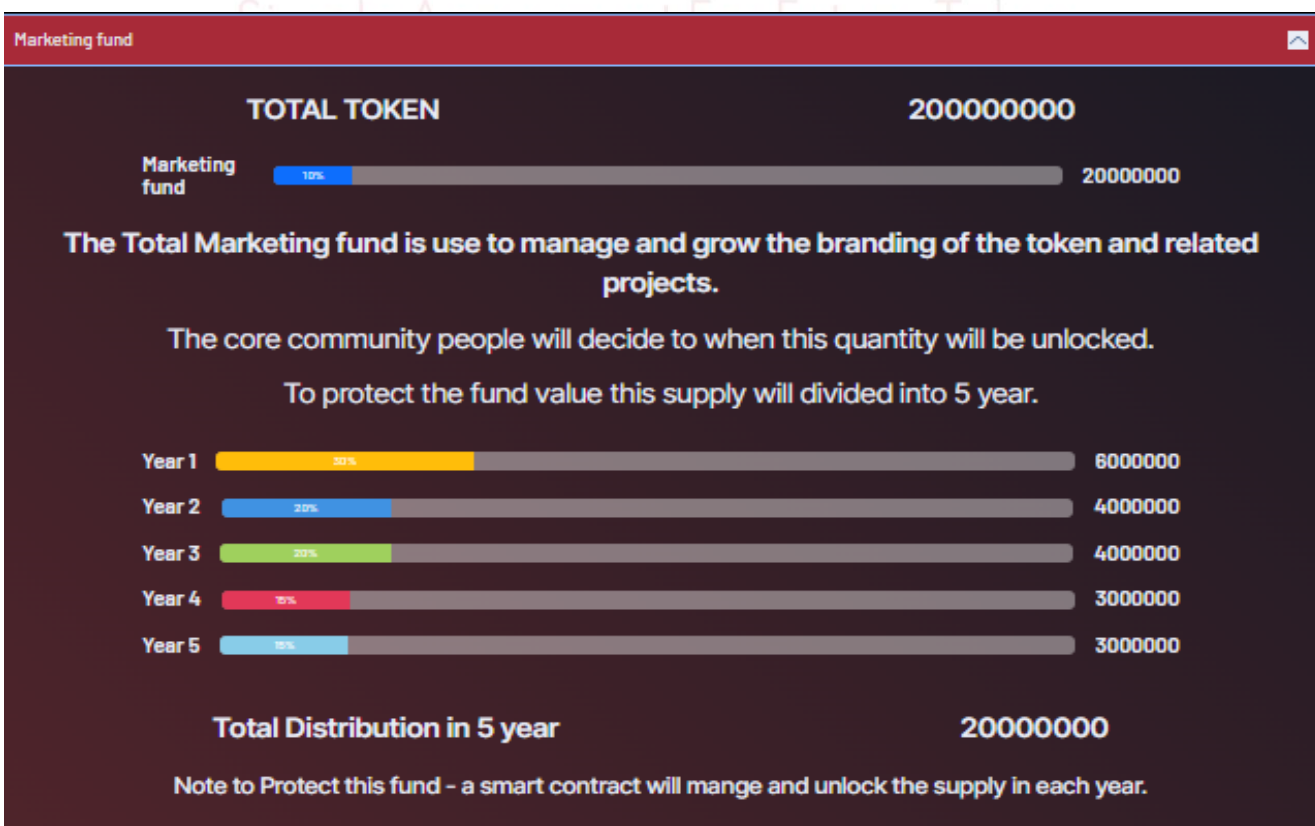 Marketing fund
TOTAL TOKEN 200000000
Marketing
fund
10% 20000000
The Total Marketing fund is use to manage and grow the branding of the token and related
projects.
The core community people will decide to when this quantity will be unlocked.
To protect the fund value this supply will divided into 5 year.
Year 1 30% 6000000
Year 2 20% 4000000
Year 3 20% 4000000
Year 4 15% 3000000
Year 5 15% 3000000
Total Distribution in 5 year 20000000
Note to Protect this fund - a smart contract will mange and unlock the supply in each year.